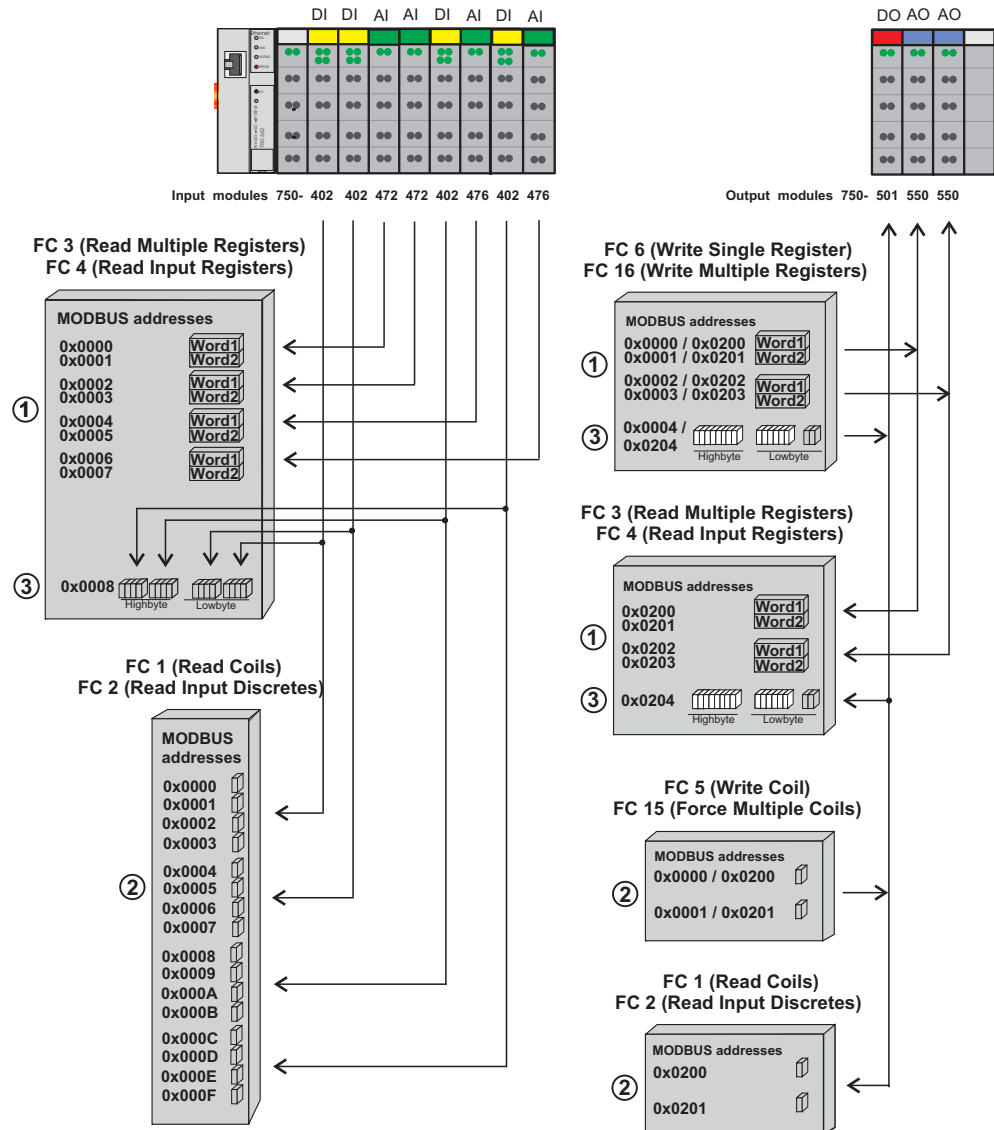 DI DI AI AI DI AI DI AI
DO AO AO
Ethernet
750-342
Input modules 750- 402 402 472 472 402 476 402 476
Output modules 750- 501 550 550
FC 3 (Read Multiple Registers)
FC 4 (Read Input Registers)
MODBUS addresses
0x0000 Word1
0x0001 Word2
0x0002 Word1
0x0003 Word2
1
0x0004 Word1
0x0005 Word2
0x0006 Word1
0x0007 Word2
3 0x0008
Highbyte Lowbyte
FC 1 (Read Coils)
FC 2 (Read Input Discretes)
MODBUS
addresses
0x0000
0x0001
0x0002
0x0003
0x0004
2 0x0005
0x0006
0x0007
0x0008
0x0009
0x000A
0x000B
0x000C
0x000D
0x000E
0x000F
FC 6 (Write Single Register)
FC 16 (Write Multiple Registers)
MODBUS addresses
0x0000 / 0x0200 Word1
0x0001 / 0x0201 Word2
1
0x0002 / 0x0202 Word1
0x0003 / 0x0203 Word2
3 0x0004 /
0x0204
Highbyte Lowbyte
FC 3 (Read Multiple Registers)
FC 4 (Read Input Registers)
MODBUS addresses
0x0200 Word1
0x0201 Word2
1
0x0202 Word1
0x0203 Word2
3 0x0204
Highbyte Lowbyte
FC 5 (Write Coil)
FC 15 (Force Multiple Coils)
MODBUS addresses
0x0000 / 0x0200
2
0x0001 / 0x0201
FC 1 (Read Coils)
FC 2 (Read Input Discretes)
MODBUS addresses
0x0200
2
0x0201